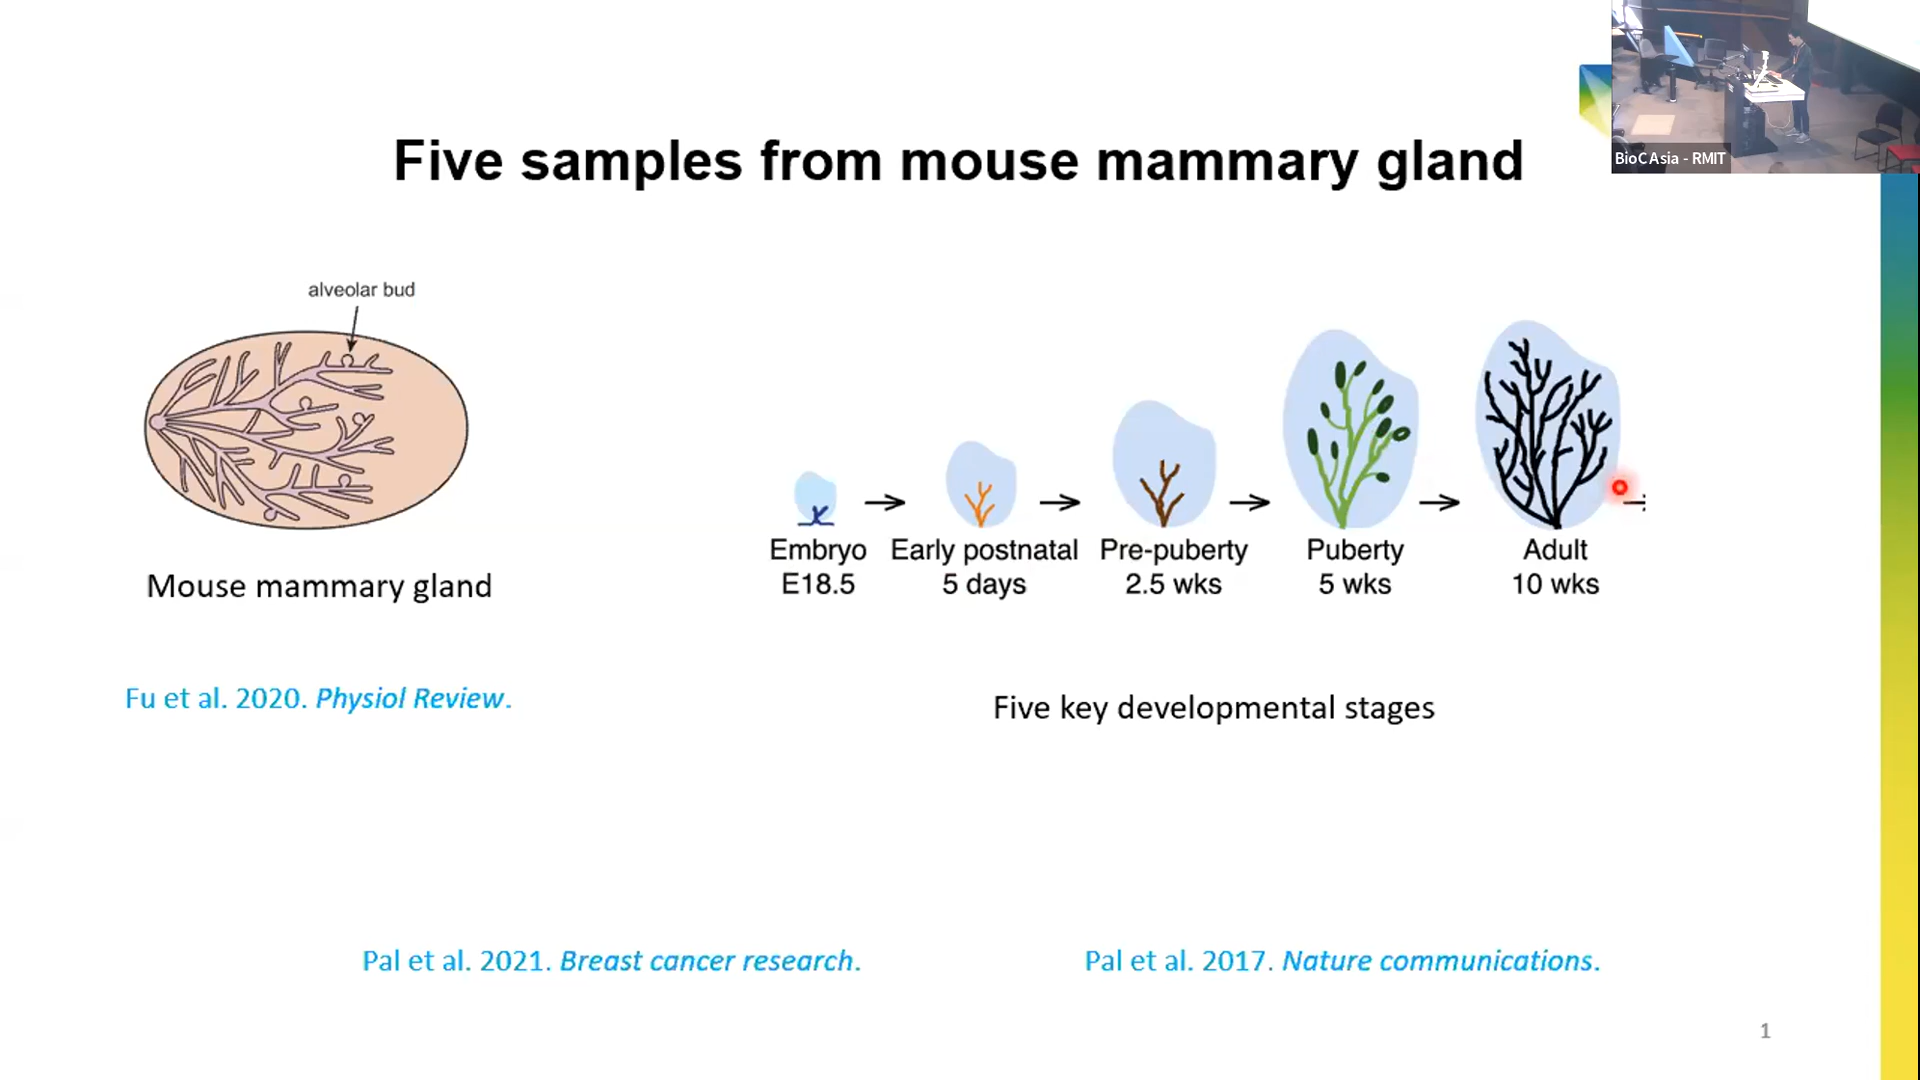 Five samples from mouse mammary gland
BioC Asia - RMIT
alveolar bud
Mouse mammary gland
Fu et al. 2020. Physiol Review.
Embryo
E18.5
Early postnatal
5 days
Pre-puberty
2.5 wks
Puberty
5 wks
Adult
10 wks
Five key developmental stages
Pal et al. 2021. Breast cancer research.
Pal et al. 2017. Nature communications.
1